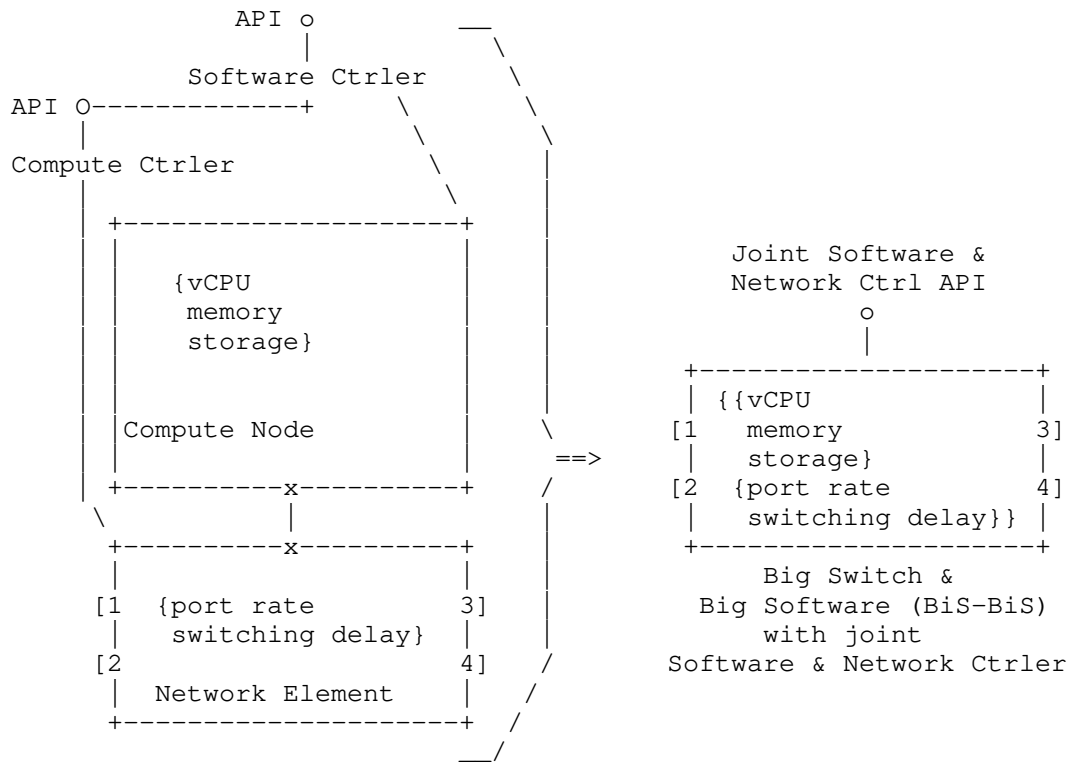 API
Software Ctrler
API
Compute Ctrler
{vCPU
memory
storage}
Compute Node
x
x
[1 {port rate 3]
switching delay}
[2 4]
Network Element
==>
Joint Software &
Network Ctrl API
{{vCPU
[1 memory 3]
storage}
[2 {port rate 4]
switching delay}}
Big Switch &
Big Software (BiS-BiS)
with joint
Software & Network Ctrler